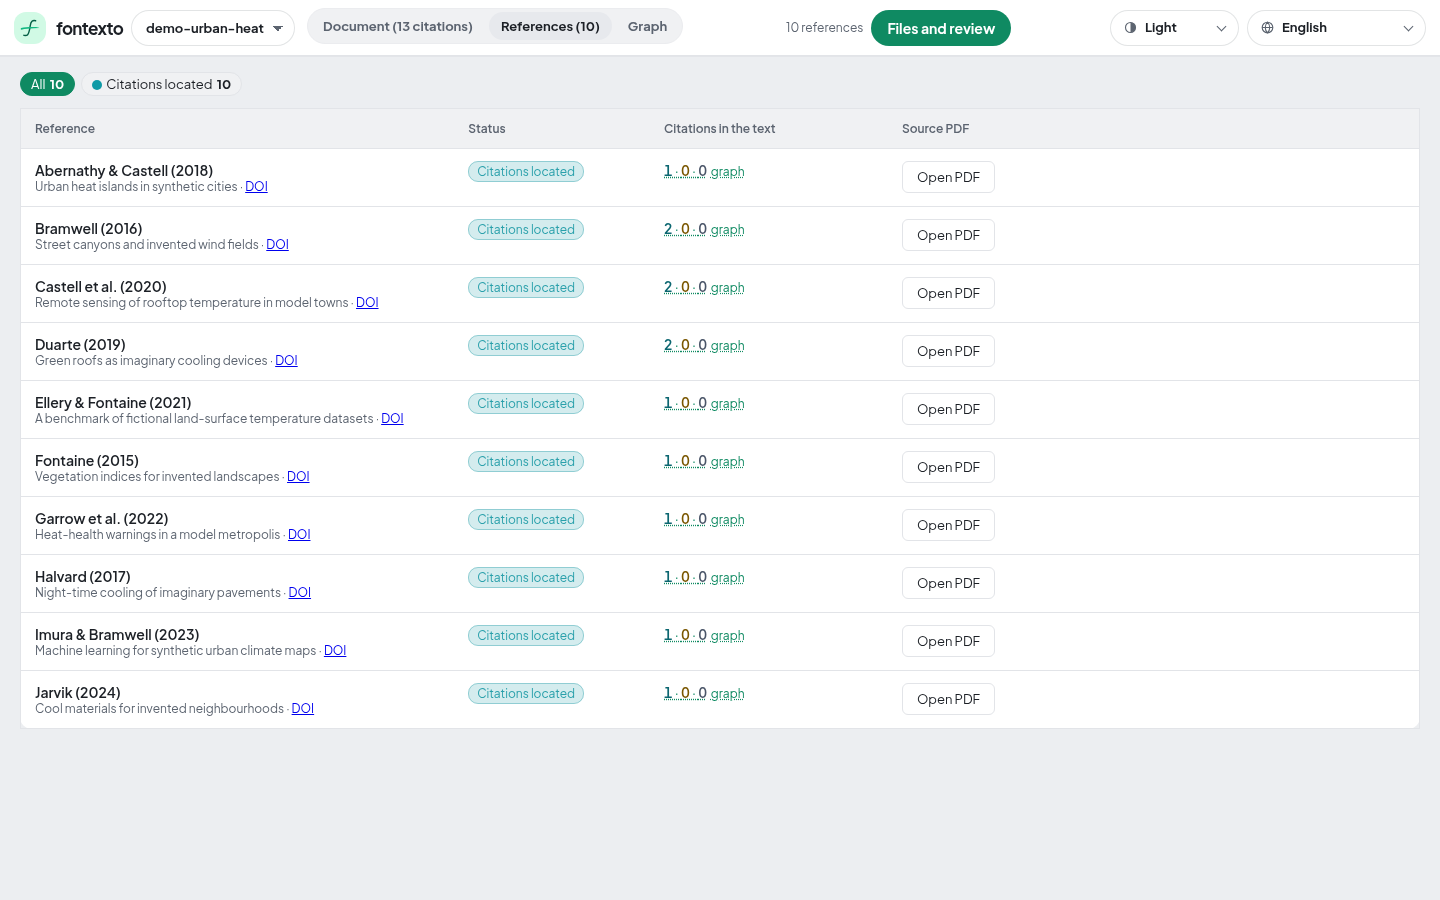 fontexto demo-urban-heat Document (13 citations) References (10) Graph 10 references Files and review Light English
All 10 Citations located 10
Reference Status Citations in the text Source PDF
Abernathy & Castell (2018) Citations located 1 · 0 · 0 graph Open PDF
Urban heat islands in synthetic cities · DOI
Bramwell (2016) Citations located 2 · 0 · 0 graph Open PDF
Street canyons and invented wind fields · DOI
Castell et al. (2020) Citations located 2 · 0 · 0 graph Open PDF
Remote sensing of rooftop temperature in model towns · DOI
Duarte (2019) Citations located 2 · 0 · 0 graph Open PDF
Green roofs as imaginary cooling devices · DOI
Ellery & Fontaine (2021) Citations located 1 · 0 · 0 graph Open PDF
A benchmark of fictional land-surface temperature datasets · DOI
Fontaine (2015) Citations located 1 · 0 · 0 graph Open PDF
Vegetation indices for invented landscapes · DOI
Garrow et al. (2022) Citations located 1 · 0 · 0 graph Open PDF
Heat-health warnings in a model metropolis · DOI
Halvard (2017) Citations located 1 · 0 · 0 graph Open PDF
Night-time cooling of imaginary pavements · DOI
Imura & Bramwell (2023) Citations located 1 · 0 · 0 graph Open PDF
Machine learning for synthetic urban climate maps · DOI
Jarvik (2024) Citations located 1 · 0 · 0 graph Open PDF
Cool materials for invented neighbourhoods · DOI